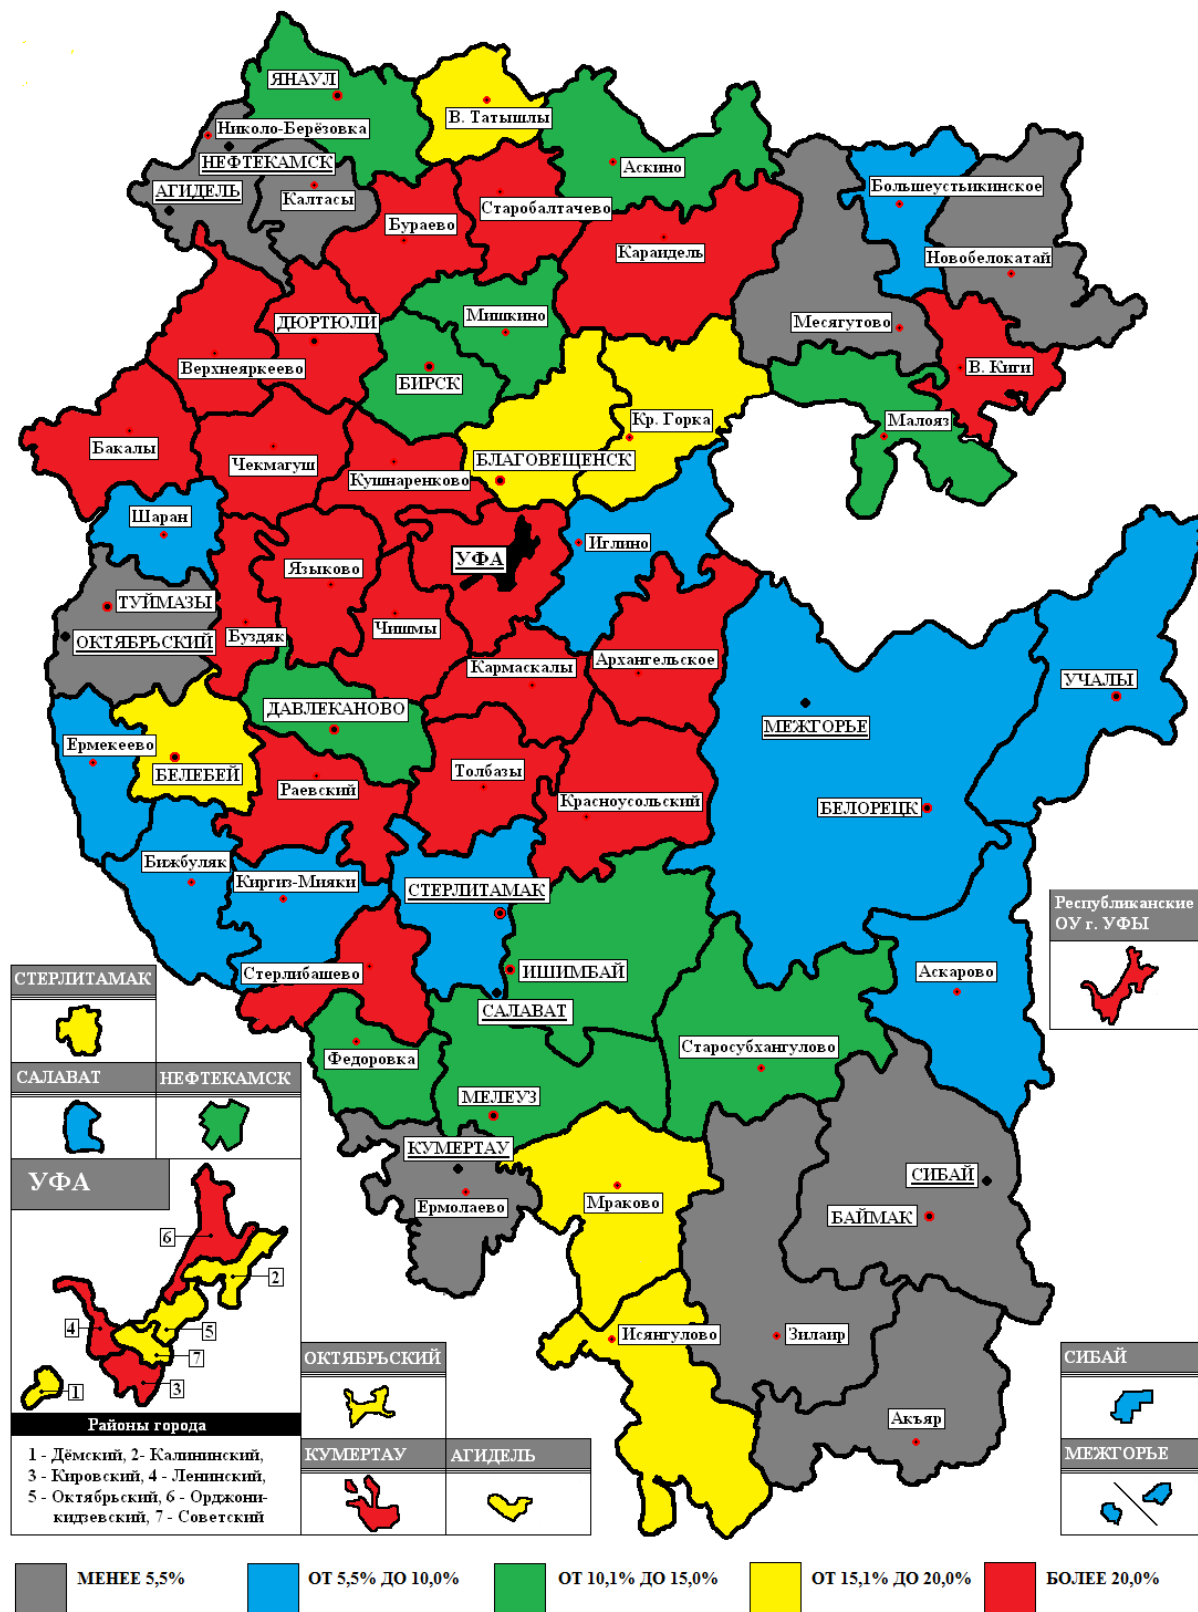 ЯНАУЛ
В. Татышлы
Николо-Берёзовка
НЕФТЕКАМСК
Аскино
АГИДЕЛЬ
Калтасы
Большеустьикинское
Старобалтачево
Бураево
Караидель
Новобелокатай
Мишкино
ДЮРТЮЛИ
Месягутово
Верхнеяркеево
БИРСК
В. Киги
Кр. Горка
Малояз
Бакалы
Чекмагуш
Кушнаренково
БЛАГОВЕЩЕНСК
Шаран
Иглино
УФА
Языково
ТУЙМАЗЫ
Чишмы
Буздяк
ОКТЯБРЬСКИЙ
Кармаскалы
Архангельское
УЧАЛЫ
ДАВЛЕКАНОВО
МЕЖГОРЬЕ
Ермекеево
БЕЛЕБЕЙ
Толбазы
Раевский
Красноусольский
БЕЛОРЕЦК
Бижбуляк
Киргиз-Мияки
СТЕРЛИТАМАК
Республиканские
ОУ г. УФЫ
Стерлибашево
ИШИМБАЙ
Аскарово
СТЕРЛИТАМАК
САЛАВАТ
Федоровка
Старосубхангулово
САЛАВАТ
НЕФТЕКАМСК
МЕЛЕУЗ
КУМЕРТАУ
УФА
СИБАЙ
Ермолаево
Мраково
БАЙМАК
6
2
4
5
7
1
3
Исянгулово
Зилаир
ОКТЯБРЬСКИЙ
СИБАЙ
Районы города
Акъяр
1 - Дёмский, 2- Калининский,
3 - Кировский, 4 - Ленинский,
5 - Октябрьский, 6 - Орджони-
кидзевский, 7 - Советский
КУМЕРТАУ
АГИДЕЛЬ
МЕЖГОРЬЕ
МЕНЕЕ 5,5%
ОТ 5,5% ДО 10,0%
ОТ 10,1% ДО 15,0%
ОТ 15,1% ДО 20,0%
БОЛЕЕ 20,0%